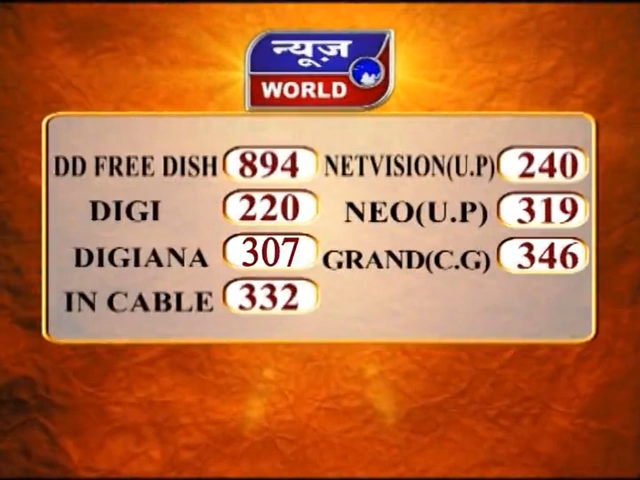 न्यूज़
WORLD
DD FREE DISH 894 NETVISION(U.P) 240
DIGI 220 NEO(U.P) 319
DIGIANA 307 GRAND(C.G) 346
IN CABLE 332